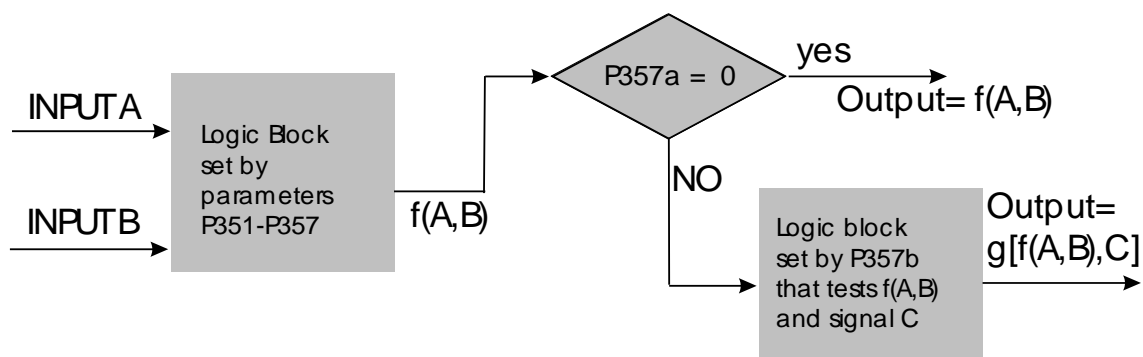 INPUT A
INPUT B
Logic Block
set by
parameters
P351-P357
f(A,B)
P357a = 0
yes
Output= f(A,B)
NO
Logic block
set by P357b
that tests f(A,B)
and signal C
Output=
g[f(A,B),C]